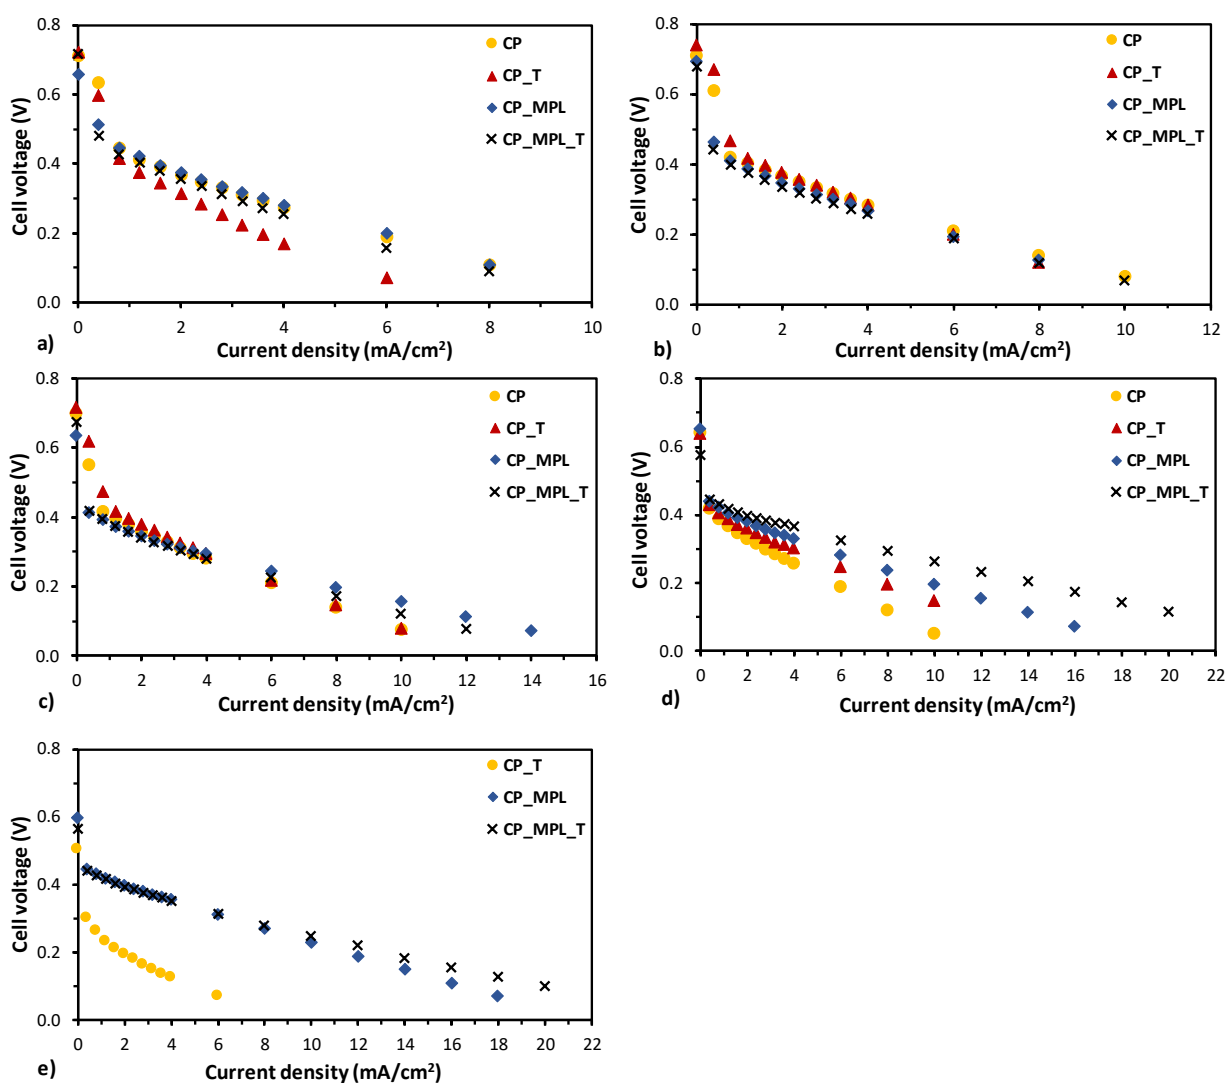 0.8
0.6
0.4
0.2
0.0
Cell voltage (V)
CP
CP_T
CP_MPL
CP_MPL_T
0 2 4 6 8 10
Current density (mA/cm²)
a)
0.8
0.6
0.4
0.2
0.0
Cell voltage (V)
CP
CP_T
CP_MPL
CP_MPL_T
0 2 4 6 8 10 12
Current density (mA/cm²)
b)
0.8
0.6
0.4
0.2
0.0
Cell voltage (V)
CP
CP_T
CP_MPL
CP_MPL_T
0 2 4 6 8 10 12 14 16
Current density (mA/cm²)
c)
0.8
0.6
0.4
0.2
0.0
Cell voltage (V)
CP
CP_T
CP_MPL
CP_MPL_T
0 2 4 6 8 10 12 14 16 18 20 22
Current density (mA/cm²)
d)
0.8
0.6
0.4
0.2
0.0
Cell voltage (V)
CP_T
CP_MPL
CP_MPL_T
0 2 4 6 8 10 12 14 16 18 20 22
Current density (mA/cm²)
e)